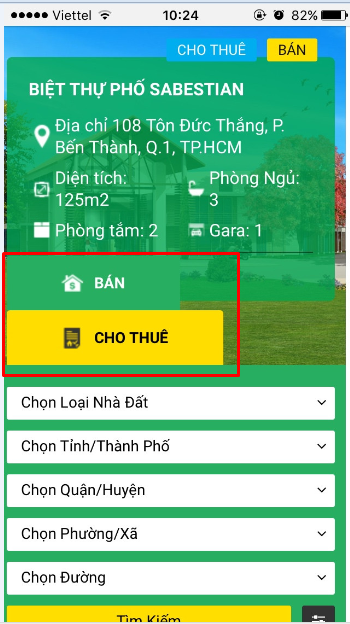 Viettel 10:24 82%
CHO THUÊ BÁN
BIỆT THỰ PHỐ SABESTIAN
Địa chỉ 108 Tôn Đức Thắng, P.
Bến Thành, Q.1, TP.HCM
Diện tích: Phòng Ngủ:
125m2 3
Phòng tắm: 2 Gara: 1
BÁN
CHO THUÊ
Chọn Loại Nhà Đất
Chọn Tỉnh/Thành Phố
Chọn Quận/Huyện
Chọn Phường/Xã
Chọn Đường
Tìm Kiếm